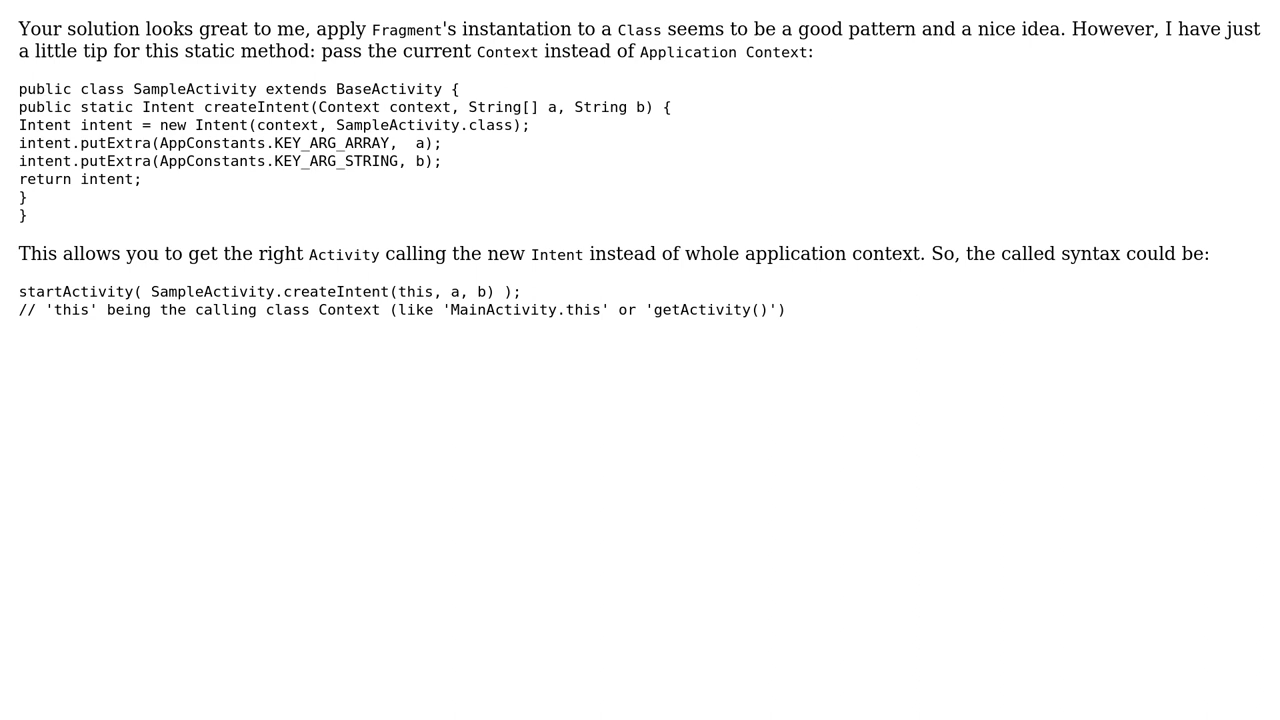 Your solution looks great to me, apply Fragment's instantation to a Class seems to be a good pattern and a nice idea. However, I have just
a little tip for this static method: pass the current Context instead of Application Context:
public class SampleActivity extends BaseActivity {
public static Intent createIntent(Context context, String[] a, String b) {
Intent intent = new Intent(context, SampleActivity.class);
intent.putExtra(AppConstants.KEY_ARG_ARRAY,  a);
intent.putExtra(AppConstants.KEY_ARG_STRING, b);
return intent;
}
}
This allows you to get the right Activity calling the new Intent instead of whole application context. So, the called syntax could be:
startActivity( SampleActivity.createIntent(this, a, b) );
// 'this' being the calling class Context (like 'MainActivity.this' or 'getActivity()')